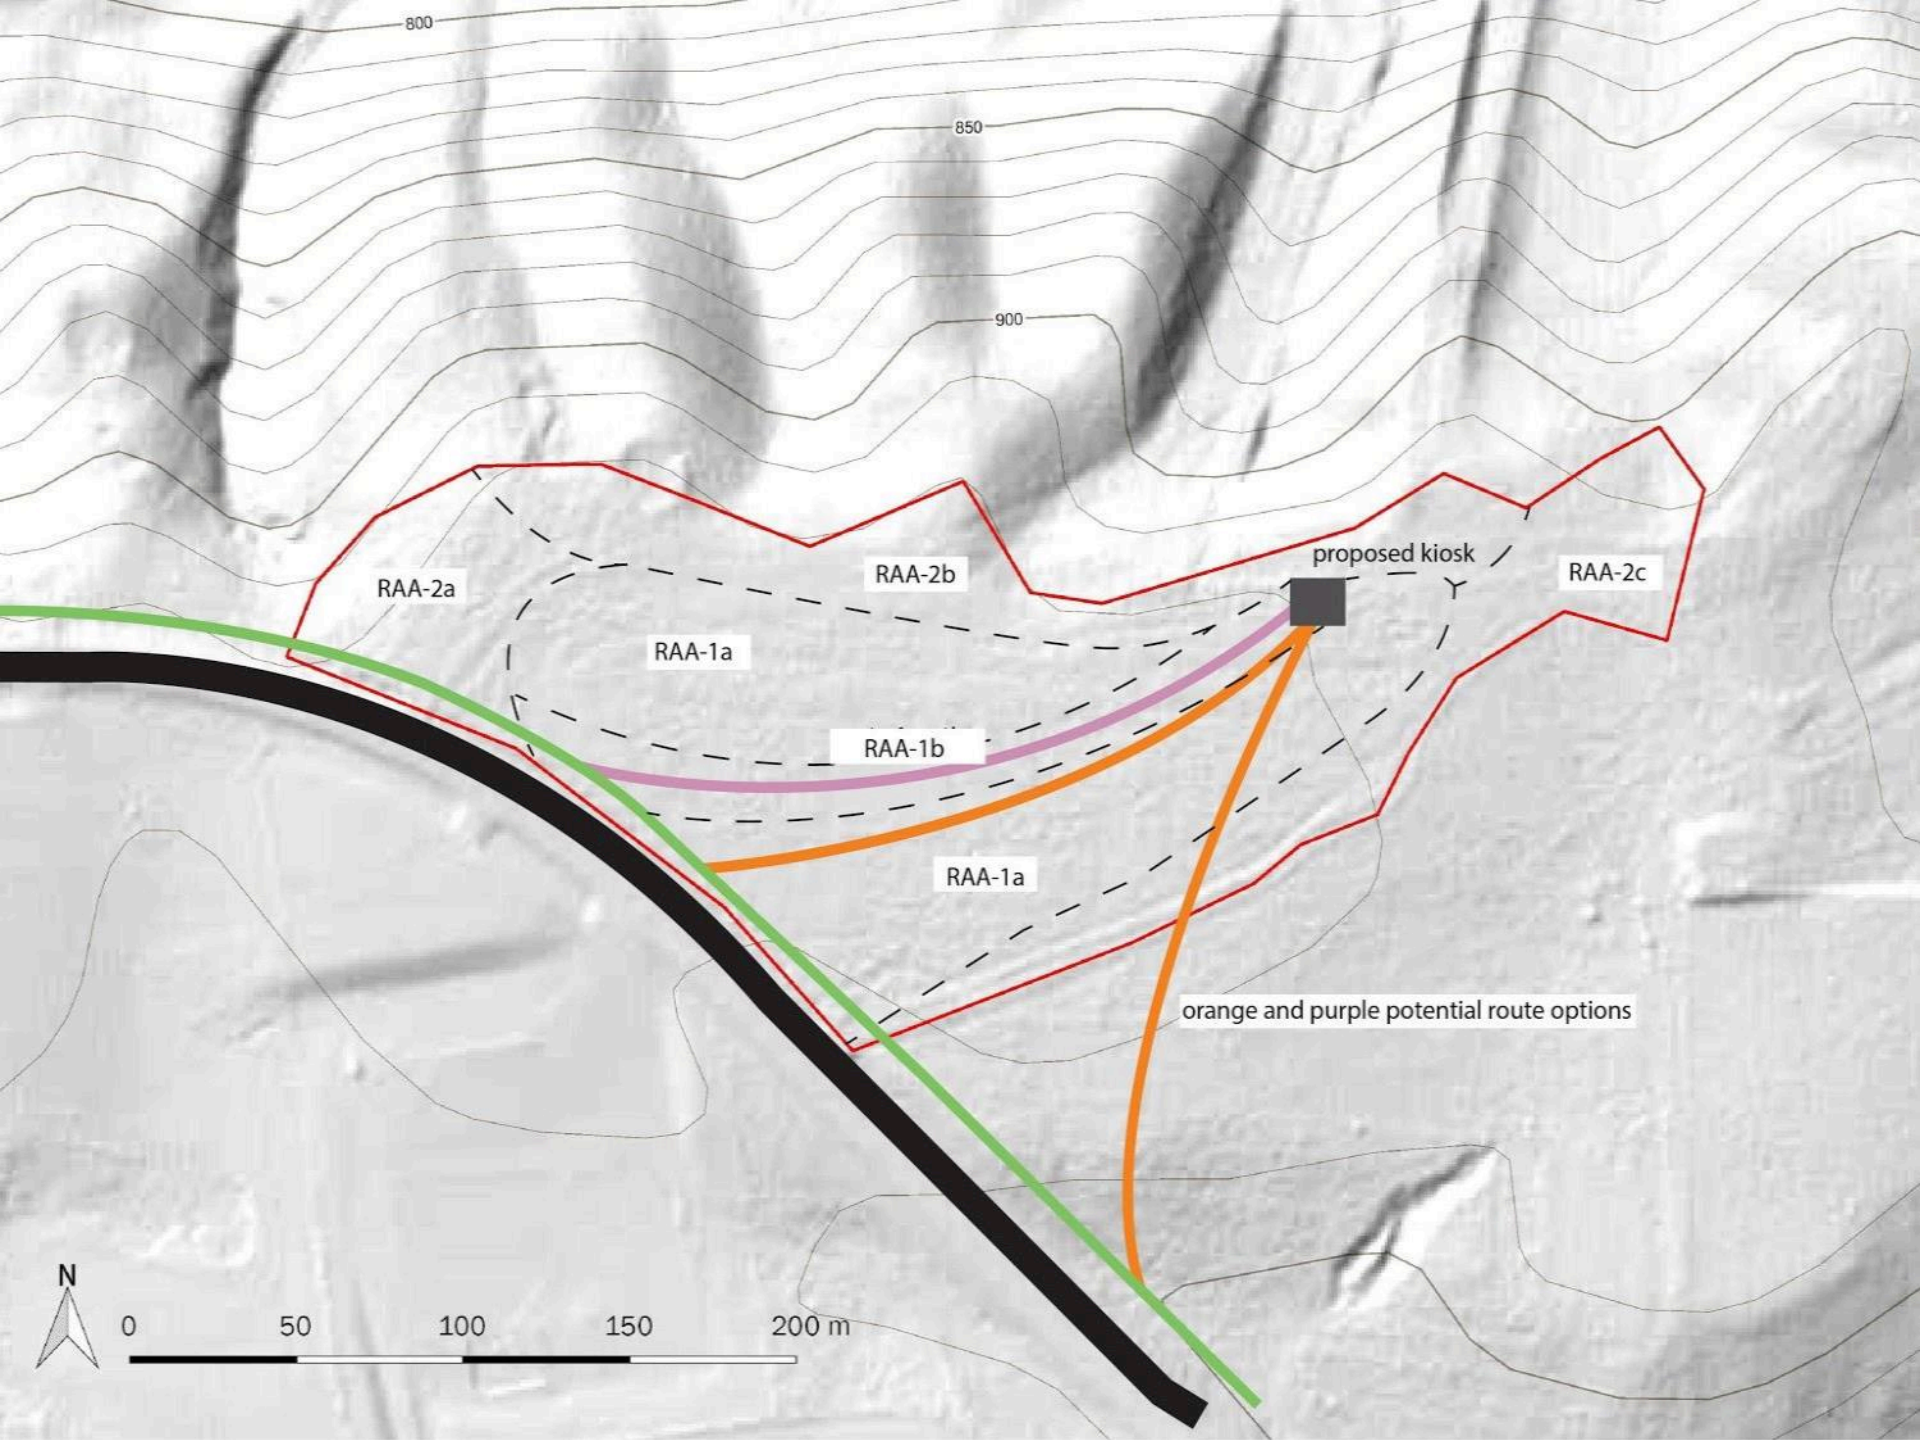 800
850
900
proposed kiosk
RAA-2c
RAA-2b
RAA-2a
RAA-1a
RAA-1b
RAA-1a
orange and purple potential route options
N
0 50 100 150 200 m